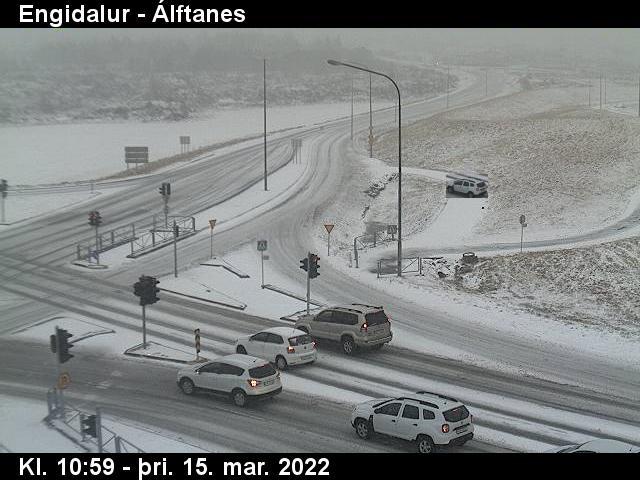 Engidalur - Álftanes
Kl. 10:59 - þri. 15. mar. 2022